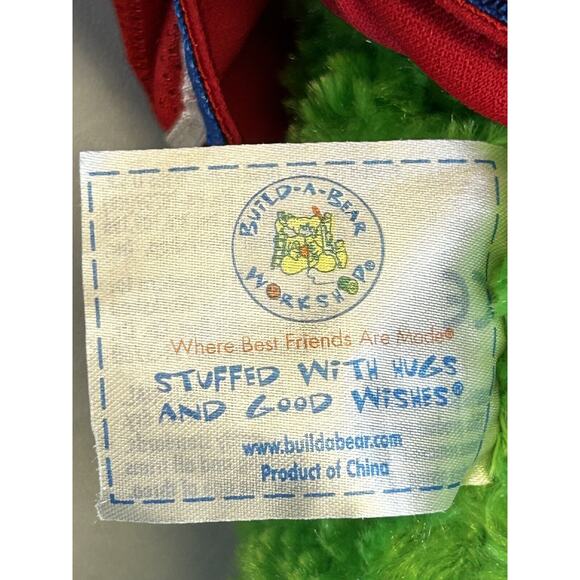 BUILD-A-BEAR
WORKSHOP®
Where Best Friends Are Made®
STUFFED WITH HUGS
AND GOOD WISHES®
www.buildabear.com
Product of China